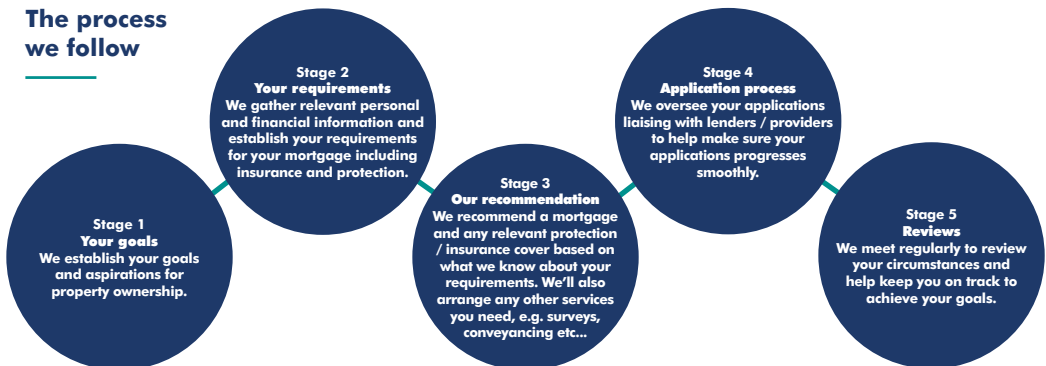 The process
we follow
Stage 1
Your goals
We establish your goals
and aspirations for
property ownership.
Stage 2
Your requirements
We gather relevant personal
and financial information and
establish your requirements
for your mortgage including
insurance and protection.
Stage 3
Our recommendation
We recommend a mortgage
and any relevant protection
/ insurance cover based on
what we know about your
requirements. We’ll also
arrange any other services
you need, e.g. surveys,
conveyancing etc...
Stage 4
Application process
We oversee your applications
liaising with lenders / providers
to help make sure your
applications progresses
smoothly.
Stage 5
Reviews
We meet regularly to review
your circumstances and
help keep you on track to
achieve your goals.